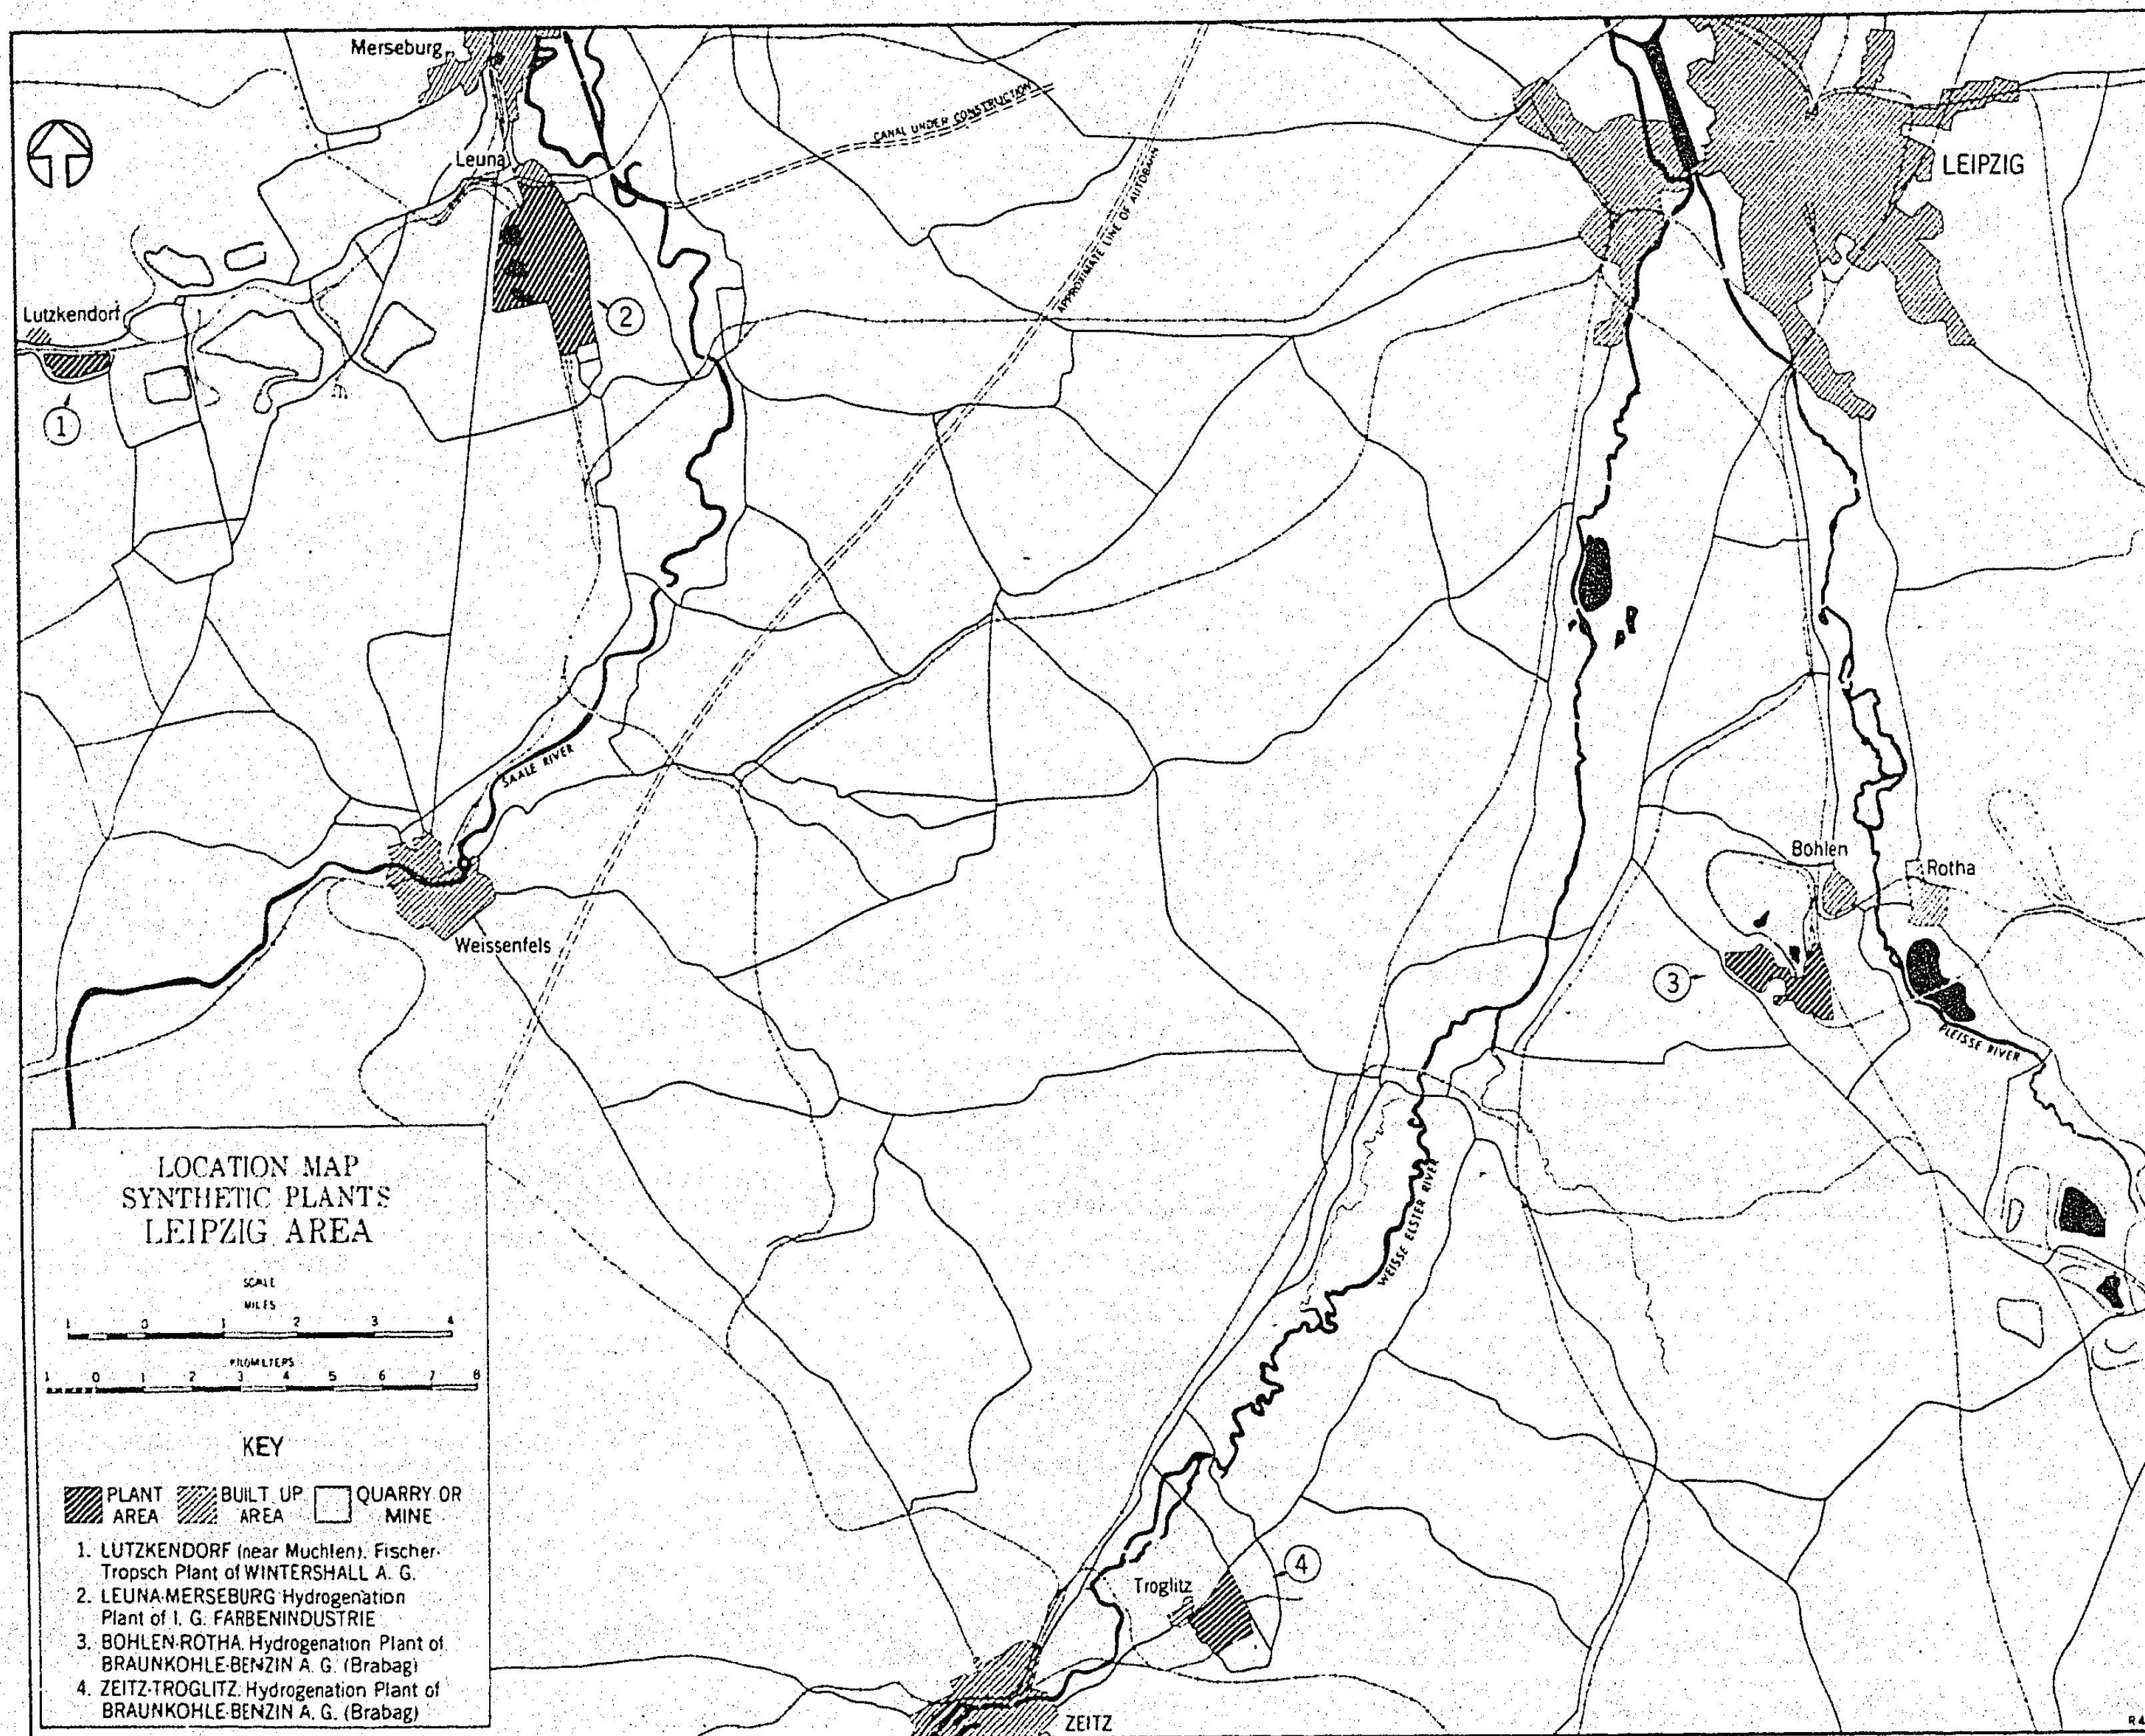 Merseburg
CANAL UNDER CONSTRUCTION
Leuna
LEIPZIG
APPROXIMATE LINE OF AUTOBAHN
Lutzkendorf
2
1
SAALE RIVER
Bohlen
Rotha
Weissenfels
3
PLEISSE RIVER
WEISSE ELSTER RIVER
4
Troglitz
ZEITZ
LOCATION MAP
SYNTHETIC PLANTS
LEIPZIG AREA
SCALE
MILES
1 0 1 2 3 4
KILOMETERS
1 0 1 2 3 4 5 6 7 8
KEY
PLANT AREA
BUILT UP AREA
QUARRY OR MINE
1. LUTZKENDORF (near Muchlen). Fischer-
Tropsch Plant of WINTERSHALL A. G.
2. LEUNA-MERSEBURG Hydrogenation
Plant of I. G. FARBENINDUSTRIE
3. BOHLEN-ROTHA. Hydrogenation Plant of
BRAUNKOHLE-BENZIN A. G. (Brabag)
4. ZEITZ-TROGLITZ. Hydrogenation Plant of
BRAUNKOHLE-BENZIN A. G. (Brabag)